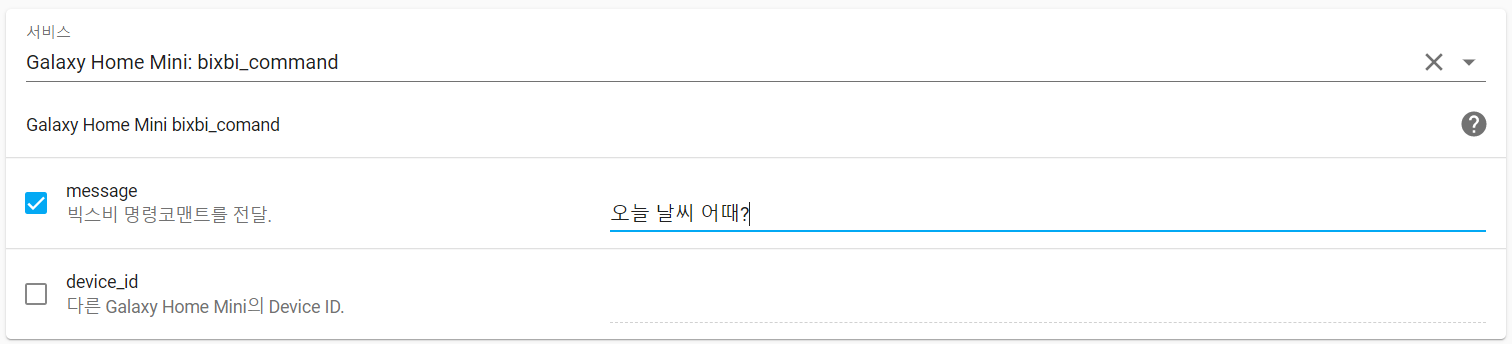 서비스
Galaxy Home Mini: bixbi_command
Galaxy Home Mini bixbi_comand
message
빅스비 명령코맨트를 전달.
오늘 날씨 어때?
device_id
다른 Galaxy Home Mini의 Device ID.